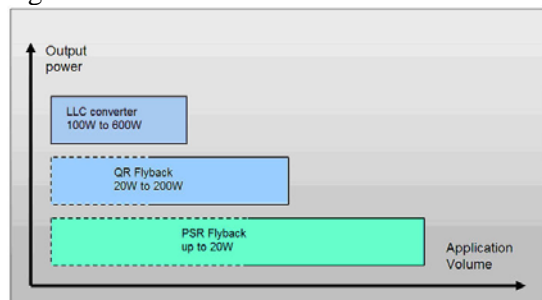 Output
power
LLC converter
100W to 600W
QR Flyback
20W to 200W
PSR Flyback
up to 20W
Application
Volume